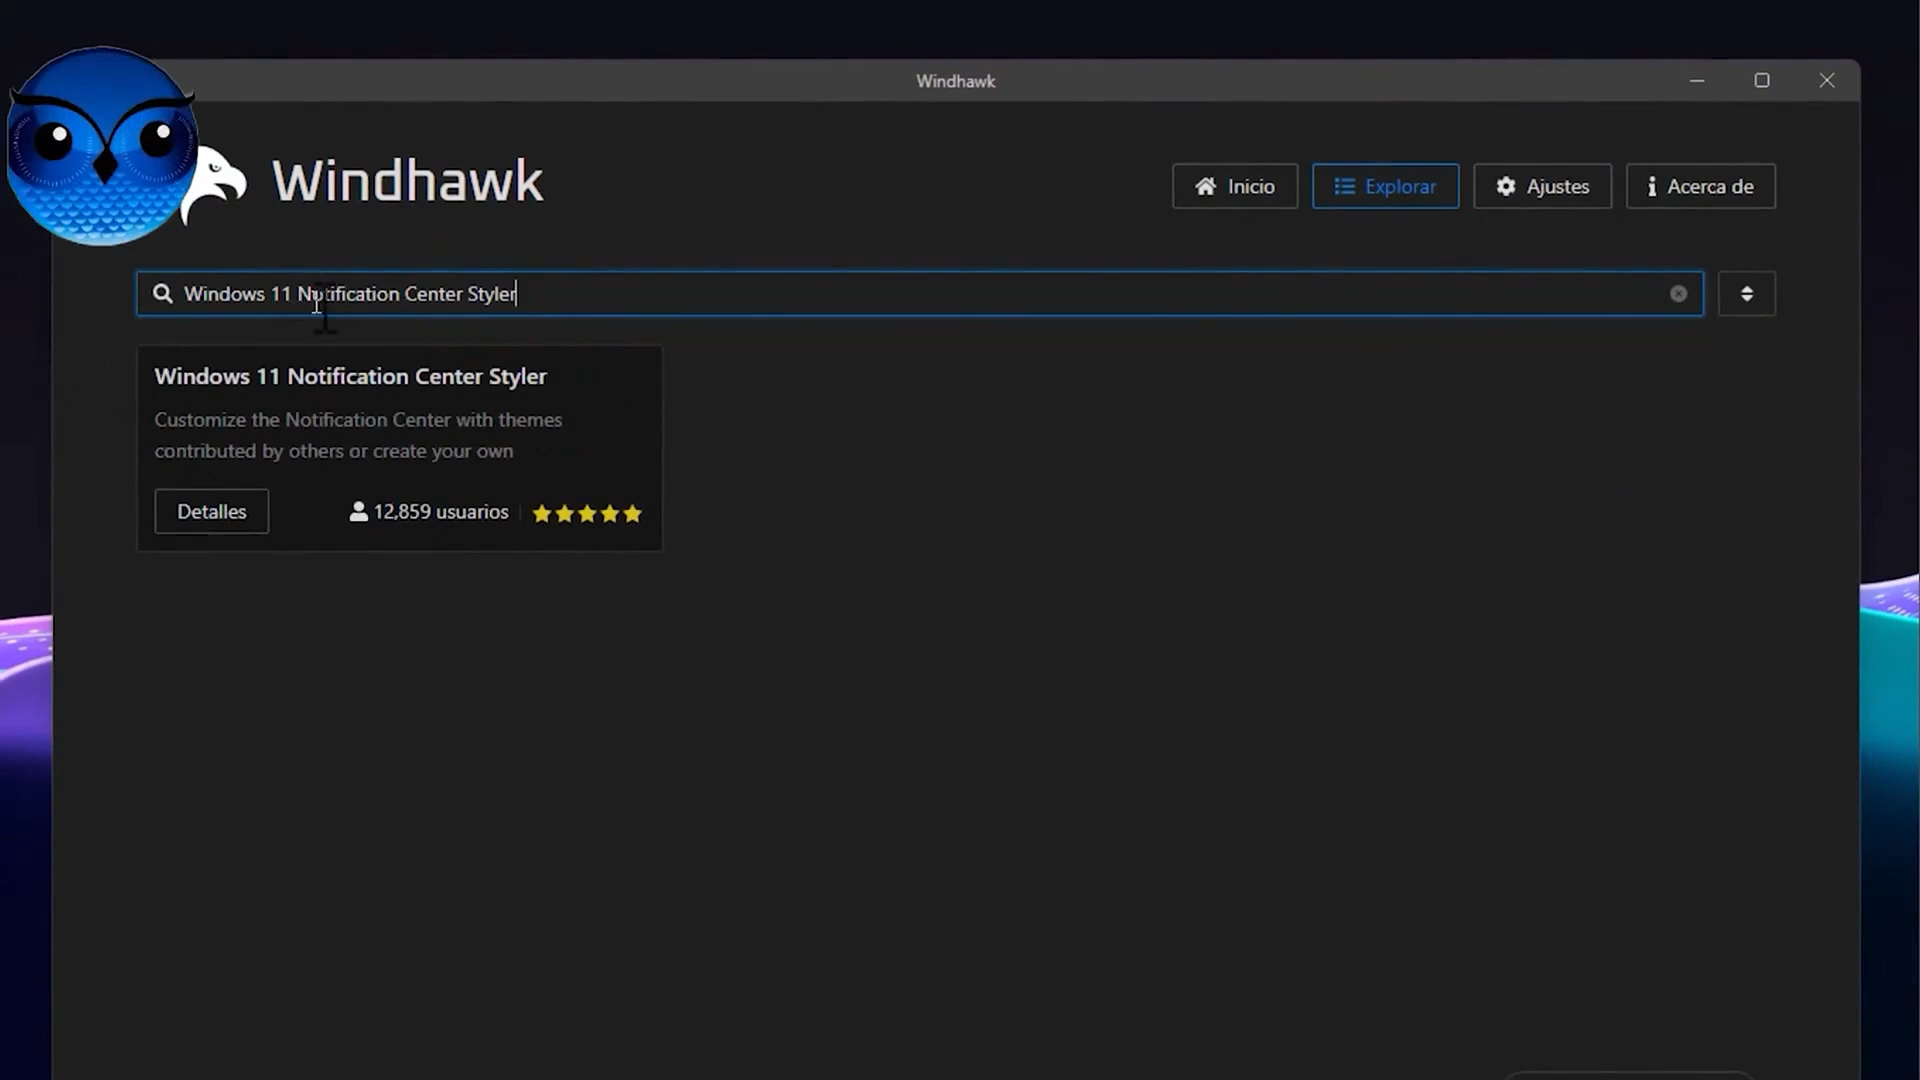 Windhawk
Windhawk
Inicio
Explorar
Ajustes
Acerca de
Windows 11 Notification Center Styler
Windows 11 Notification Center Styler
Customize the Notification Center with themes
contributed by others or create your own
Detalles
12,859 usuarios